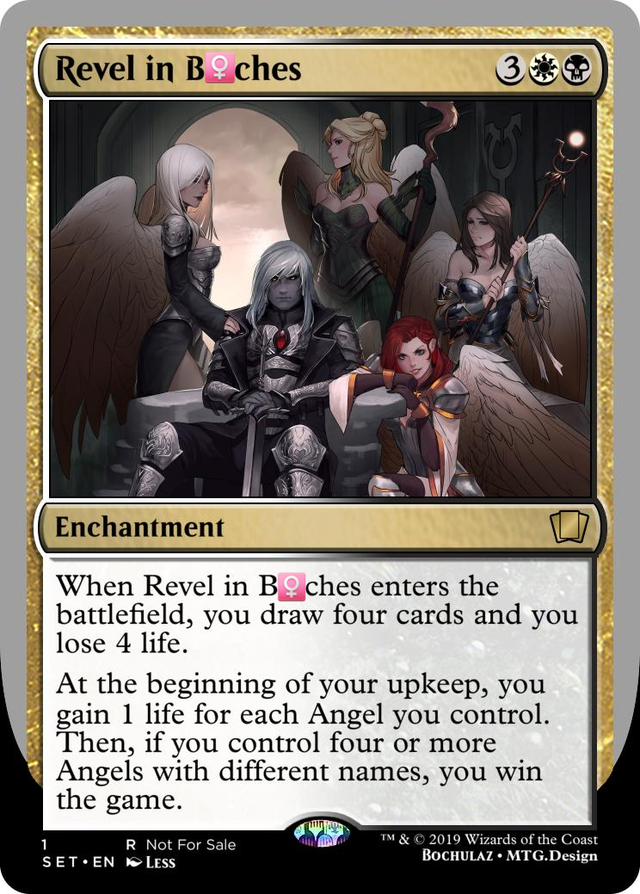 Revel in B♀ches 3
Enchantment
When Revel in B♀ches enters the
battlefield, you draw four cards and you
lose 4 life.
At the beginning of your upkeep, you
gain 1 life for each Angel you control.
Then, if you control four or more
Angels with different names, you win
the game.
1 R Not For Sale ™ & © 2019 Wizards of the Coast
SET • EN Less Bochulaz • MTG.Design